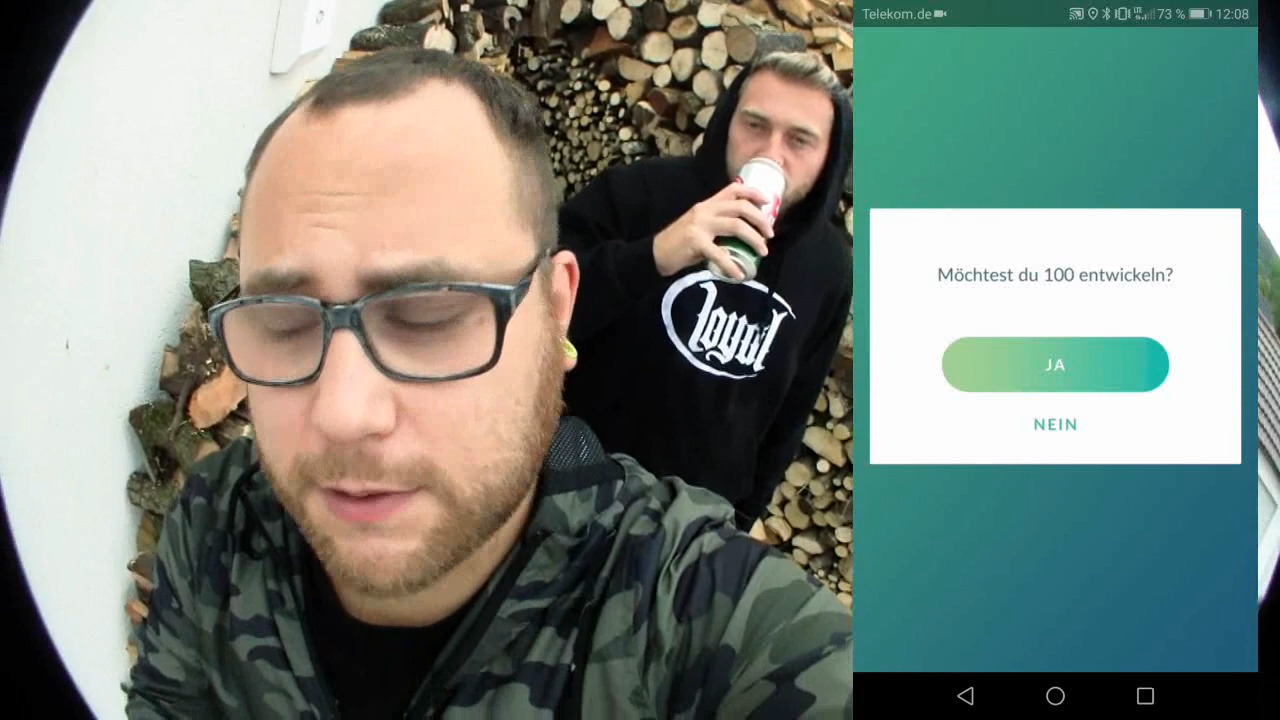 loyal
Telekom.de 73 % 12:08
Möchtest du 100 entwickeln?
JA
NEIN